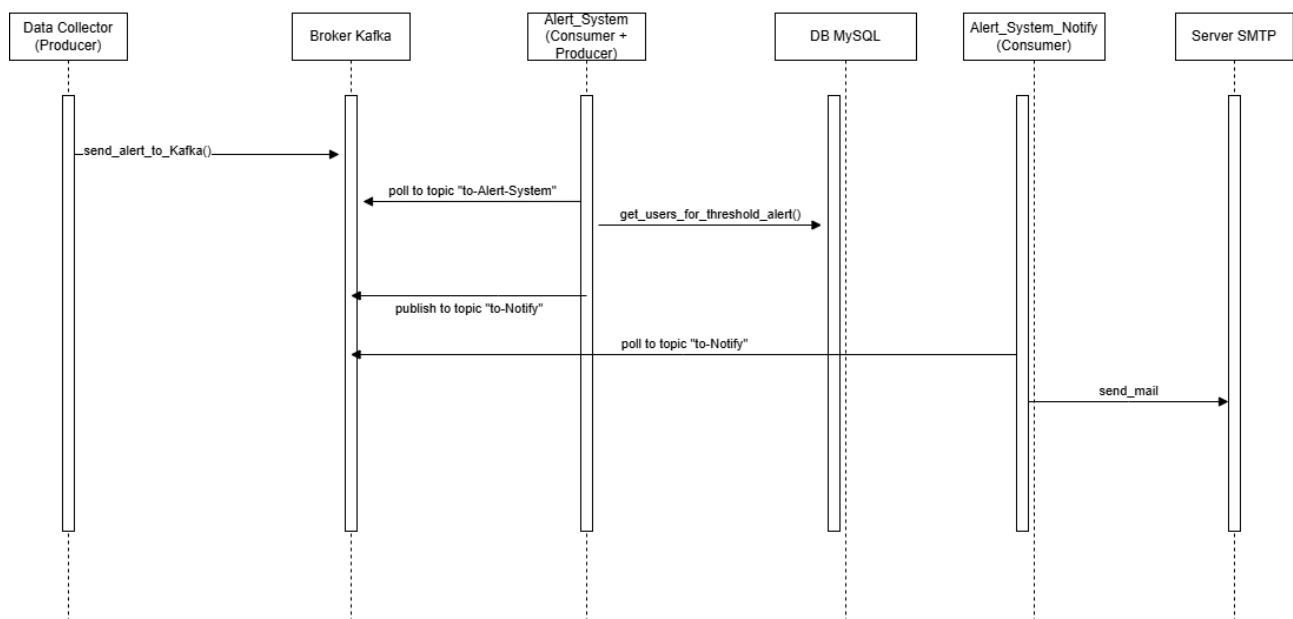 Data Collector
(Producer)
Broker Kafka
Alert_System
(Consumer +
Producer)
DB MySQL
Alert_System_Notify
(Consumer)
Server SMTP
send_alert_to_Kafka()
poll to topic "to-Alert-System"
get_users_for_threshold_alert()
publish to topic "to-Notify"
poll to topic "to-Notify"
send_mail